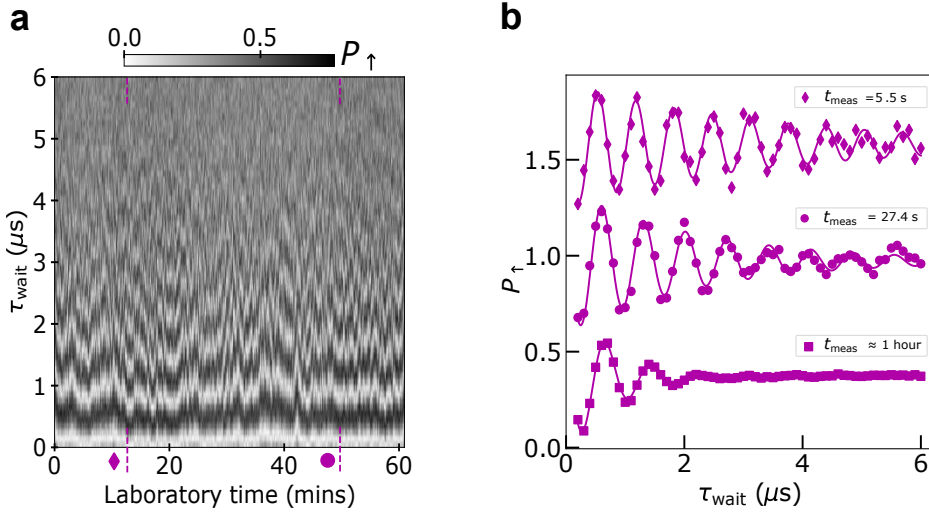 a
0.0 0.5 P↑
6
5
4
3
2
1
0
τwait (μs)
0 20 40 60
Laboratory time (mins)
b
tmeas = 5.5 s
tmeas = 27.4 s
tmeas ≈ 1 hour
1.5
1.0
0.5
0.0
P↑
0 2 4 6
τwait (μs)